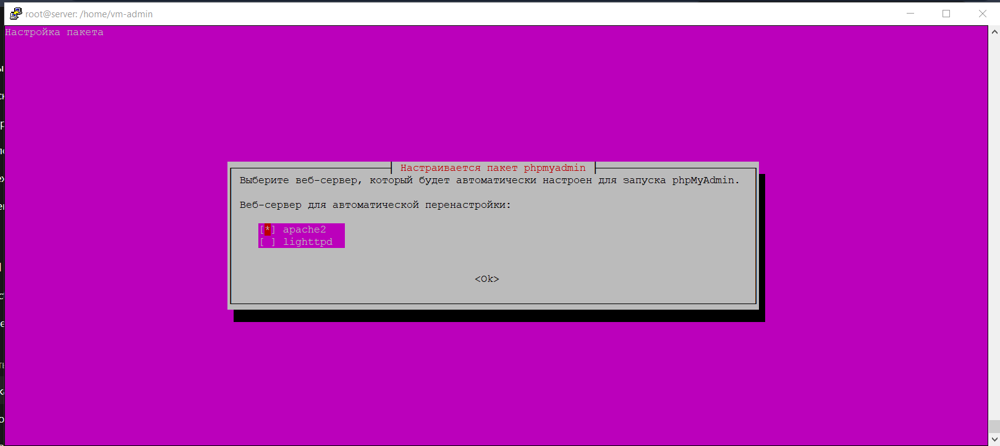 root@server: /home/vm-admin
Настройка пакета
Настраивается пакет phpmyadmin
Выберите веб-сервер, который будет автоматически настроен для запуска phpMyAdmin.
Веб-сервер для автоматической перенастройки:
[*] apache2
[ ] lighttpd
<Ok>